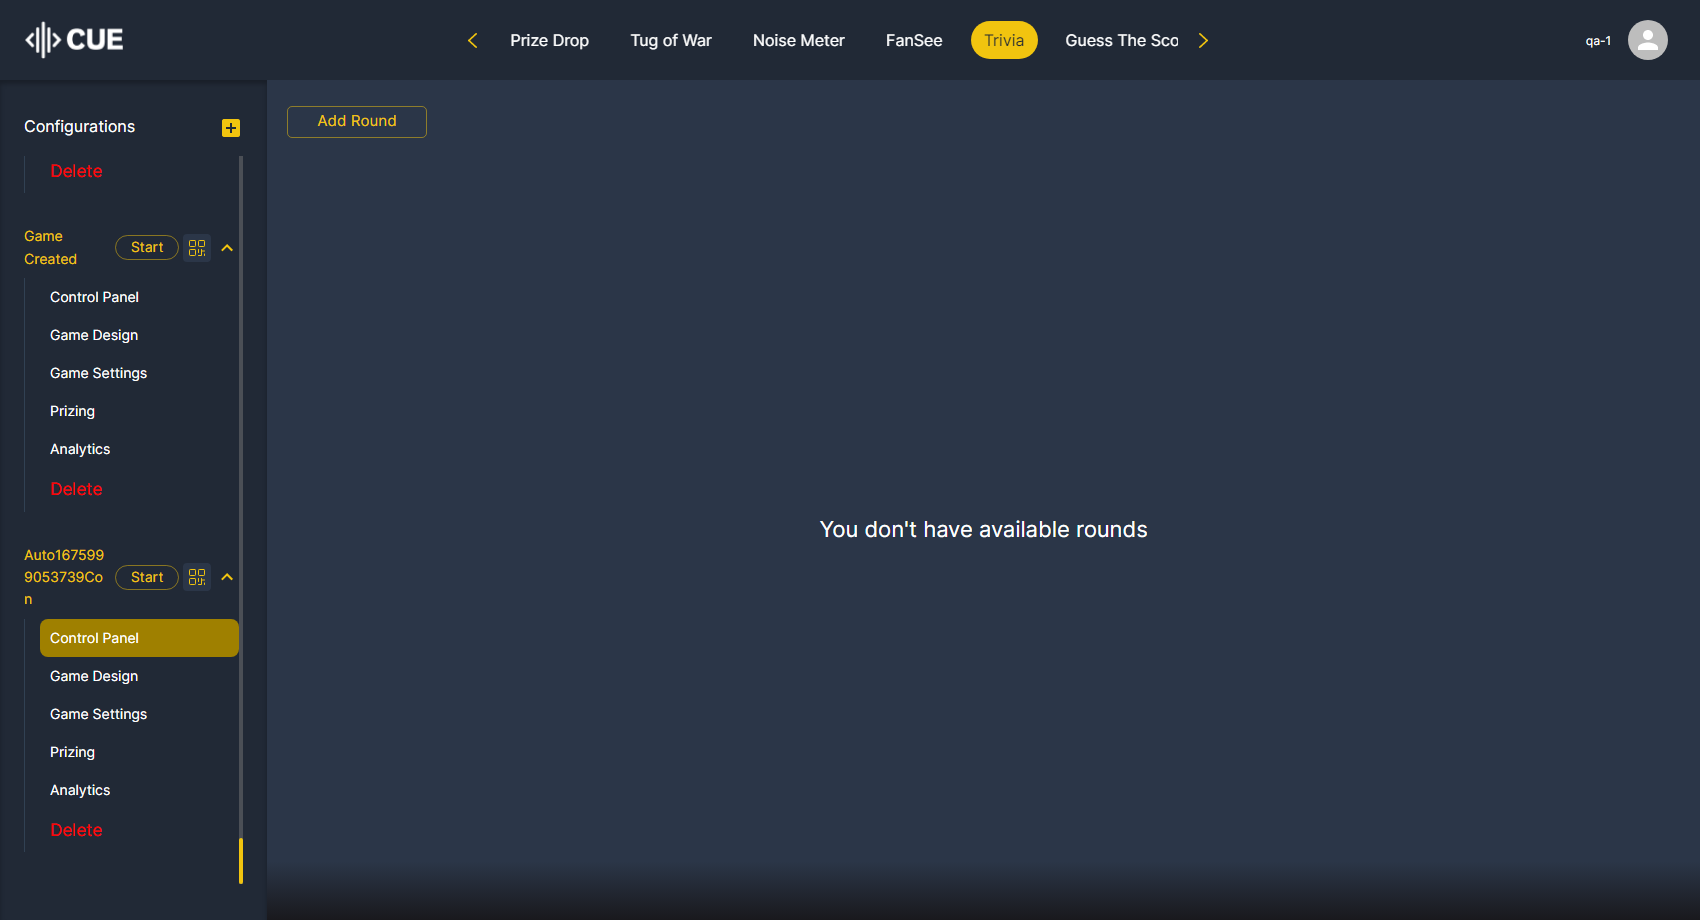 CUE
Prize Drop
Tug of War
Noise Meter
FanSee
Trivia
Guess The Sco
qa-1
Configurations
Delete
Game
Created
Start
Control Panel
Game Design
Game Settings
Prizing
Analytics
Delete
Auto167599
9053739Co
n
Start
Control Panel
Game Design
Game Settings
Prizing
Analytics
Delete
Add Round
You don't have available rounds